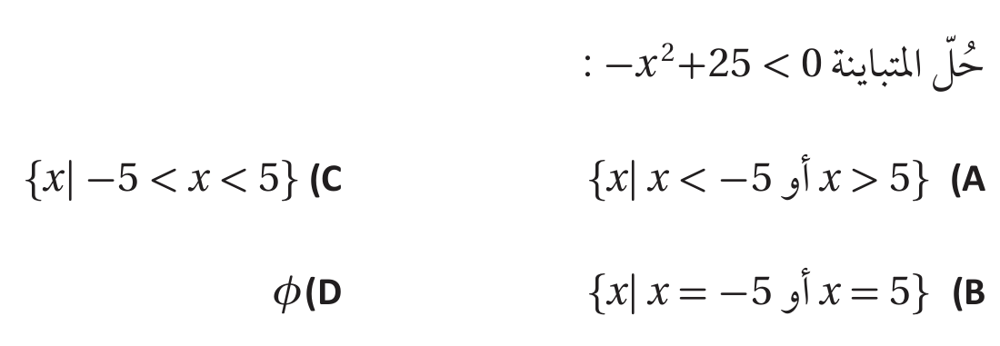 حُلّ المتباينة −x²+25 < 0 :
A) {x| x < −5 أو x > 5}
C) {x| −5 < x < 5}
B) {x| x = −5 أو x = 5}
D) ϕ